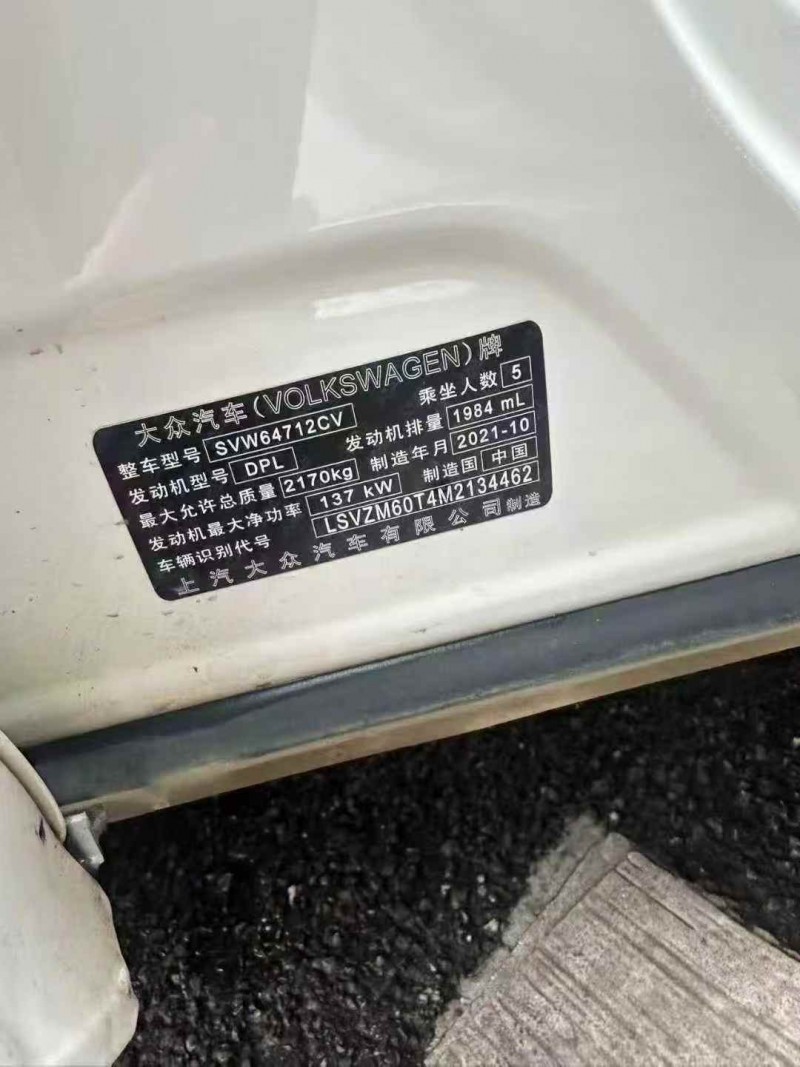 大众汽车(VOLKSWAGEN)牌
整车型号 SVW64712CV 乘坐人数 5
发动机型号 DPL 发动机排量 1984 mL
最大允许总质量 2170kg 制造年月 2021-10
发动机最大净功率 137 kW 制造国 中国
车辆识别代号 LSVZM60T4M2134462
上汽大众汽车有限公司制造